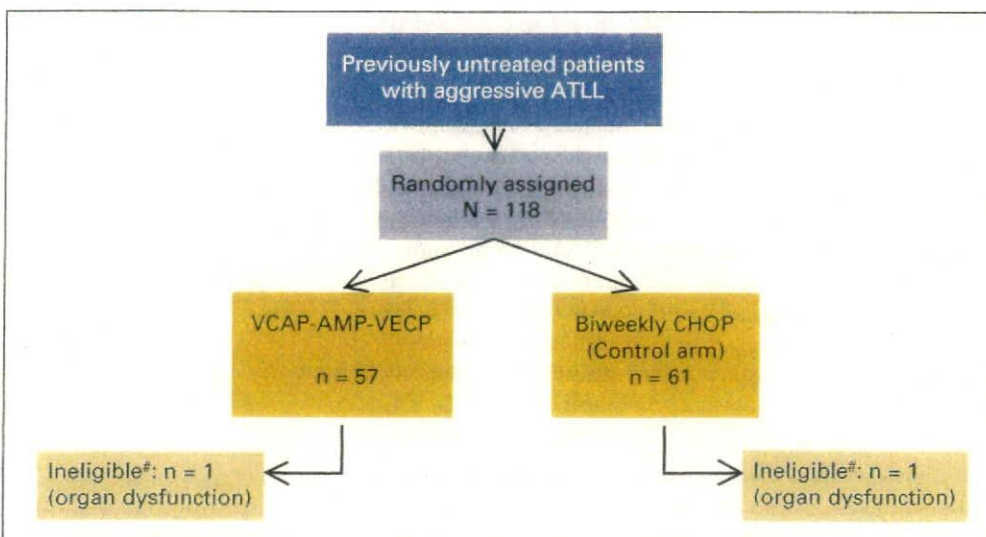 Previously untreated patients
with aggressive ATLL
Randomly assigned
N = 118
VCAP-AMP-VECP
n = 57
Biweekly CHOP
(Control arm)
n = 61
Ineligible#: n = 1
(organ dysfunction)
Ineligible#: n = 1
(organ dysfunction)